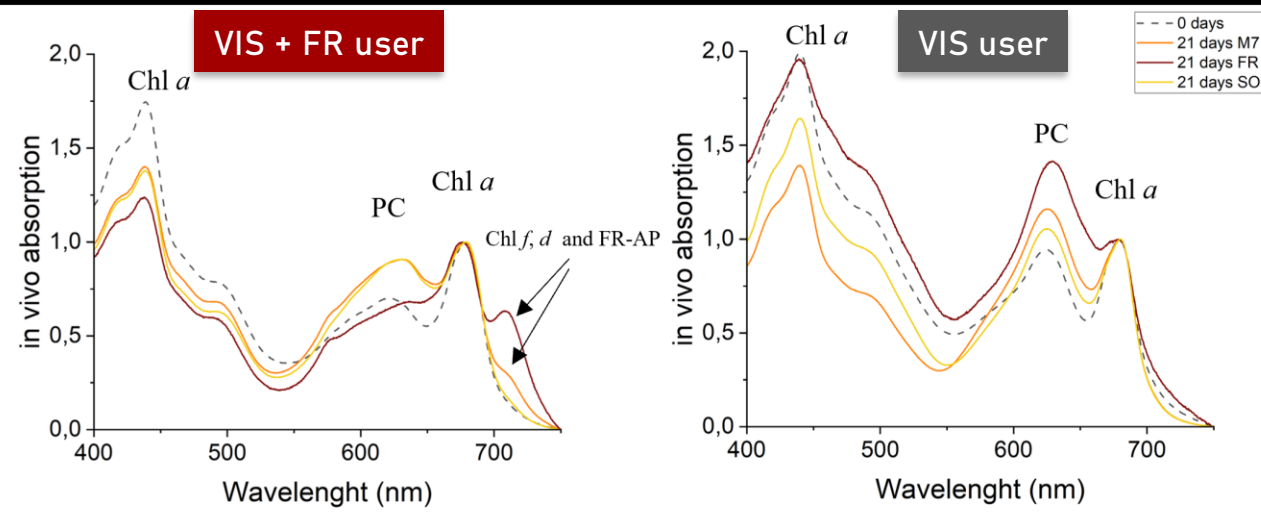 VIS + FR user
2,0
1,5
1,0
0,5
0,0
in vivo absorption
Chl a
PC
Chl a
Chl f, d and FR-AP
400
500
600
700
Wavelenght (nm)
VIS user
2,0
1,5
1,0
0,5
0,0
in vivo absorption
Chl a
PC
Chl a
400
500
600
700
Wavelenght (nm)
0 days
21 days M7
21 days FR
21 days SO